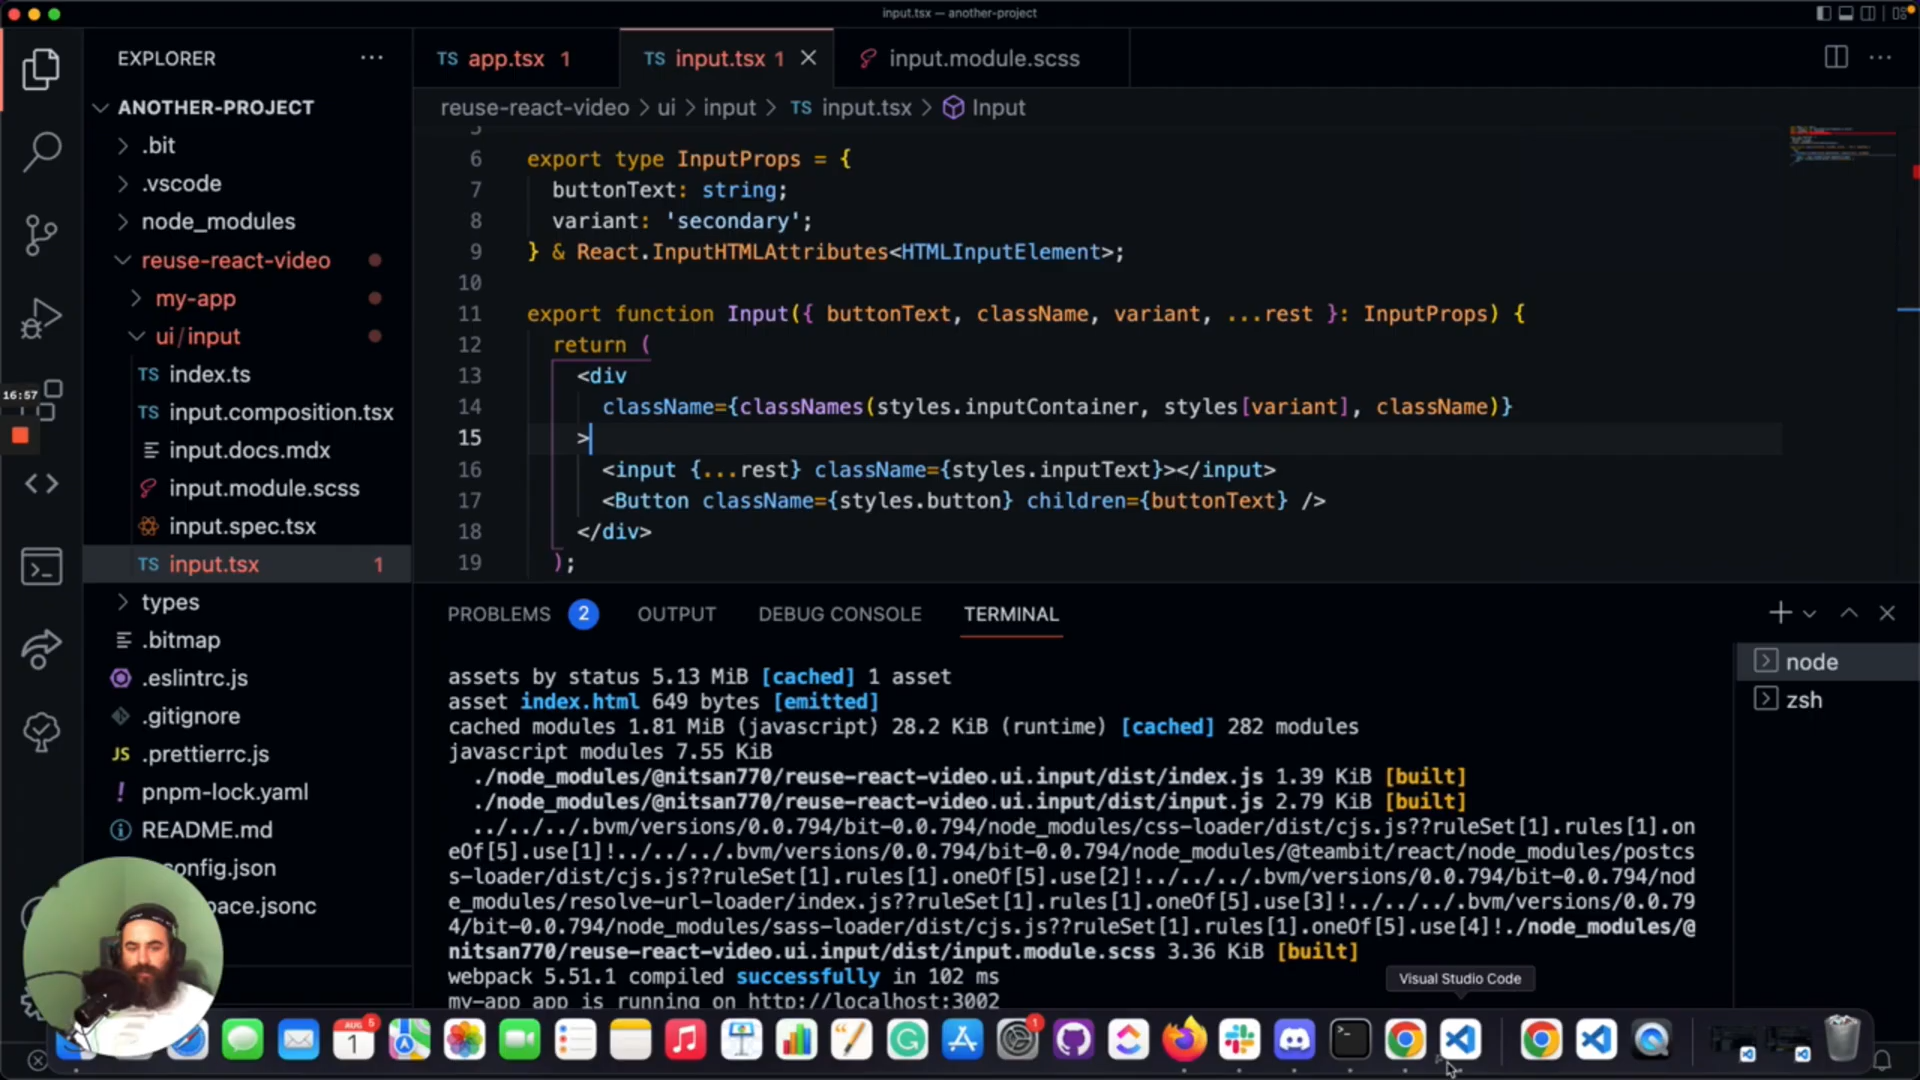 input.tsx — another-project
EXPLORER
ANOTHER-PROJECT
.bit
.vscode
node_modules
reuse-react-video
my-app
ui/input
TS index.ts
TS input.composition.tsx
input.docs.mdx
input.module.scss
input.spec.tsx
TS input.tsx 1
types
.bitmap
.eslintrc.js
.gitignore
JS .prettierrc.js
! pnpm-lock.yaml
README.md
config.json
pace.jsonc
16:57
TS app.tsx 1
TS input.tsx 1
input.module.scss
reuse-react-video > ui > input > TS input.tsx > Input
5
6 export type InputProps = {
7 buttonText: string;
8 variant: 'secondary';
9 } & React.InputHTMLAttributes<HTMLInputElement>;
10
11 export function Input({ buttonText, className, variant, ...rest }: InputProps) {
12 return (
13 <div
14 className={classNames(styles.inputContainer, styles[variant], className)}
15 >
16 <input {...rest} className={styles.inputText}></input>
17 <Button className={styles.button} children={buttonText} />
18 </div>
19 );
PROBLEMS 2 OUTPUT DEBUG CONSOLE TERMINAL
assets by status 5.13 MiB [cached] 1 asset
asset index.html 649 bytes [emitted]
cached modules 1.81 MiB (javascript) 28.2 KiB (runtime) [cached] 282 modules
javascript modules 7.55 KiB
./node_modules/@nitsan770/reuse-react-video.ui.input/dist/index.js 1.39 KiB [built]
./node_modules/@nitsan770/reuse-react-video.ui.input/dist/input.js 2.79 KiB [built]
../../../.bvm/versions/0.0.794/bit-0.0.794/node_modules/css-loader/dist/cjs.js??ruleSet[1].rules[1].on
eOf[5].use[1]!../../../.bvm/versions/0.0.794/bit-0.0.794/node_modules/@teambit/react/node_modules/postcs
s-loader/dist/cjs.js??ruleSet[1].rules[1].oneOf[5].use[2]!../../../.bvm/versions/0.0.794/bit-0.0.794/nod
e_modules/resolve-url-loader/index.js??ruleSet[1].rules[1].oneOf[5].use[3]!../../../.bvm/versions/0.0.79
4/bit-0.0.794/node_modules/sass-loader/dist/cjs.js??ruleSet[1].rules[1].oneOf[5].use[4]!./node_modules/@
nitsan770/reuse-react-video.ui.input/dist/input.module.scss 3.36 KiB [built]
webpack 5.51.1 compiled successfully in 102 ms
my-app app is running on http://localhost:3002
node
zsh
Visual Studio Code
AUG 5
1
1